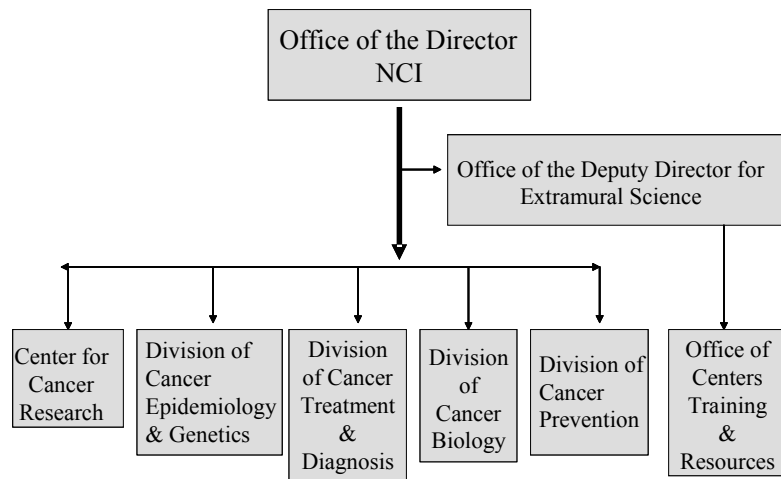 Office of the Director
NCI
Office of the Deputy Director for
Extramural Science
Center for
Cancer
Research
Division of
Cancer
Epidemiology
& Genetics
Division
of Cancer
Treatment
&
Diagnosis
Division
of
Cancer
Biology
Division of
Cancer
Prevention
Office of
Centers
Training
&
Resources